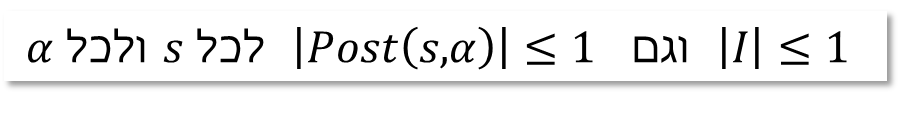 |I| ≤ 1 וגם |Post(s,α)| ≤ 1 לכל s ולכל α